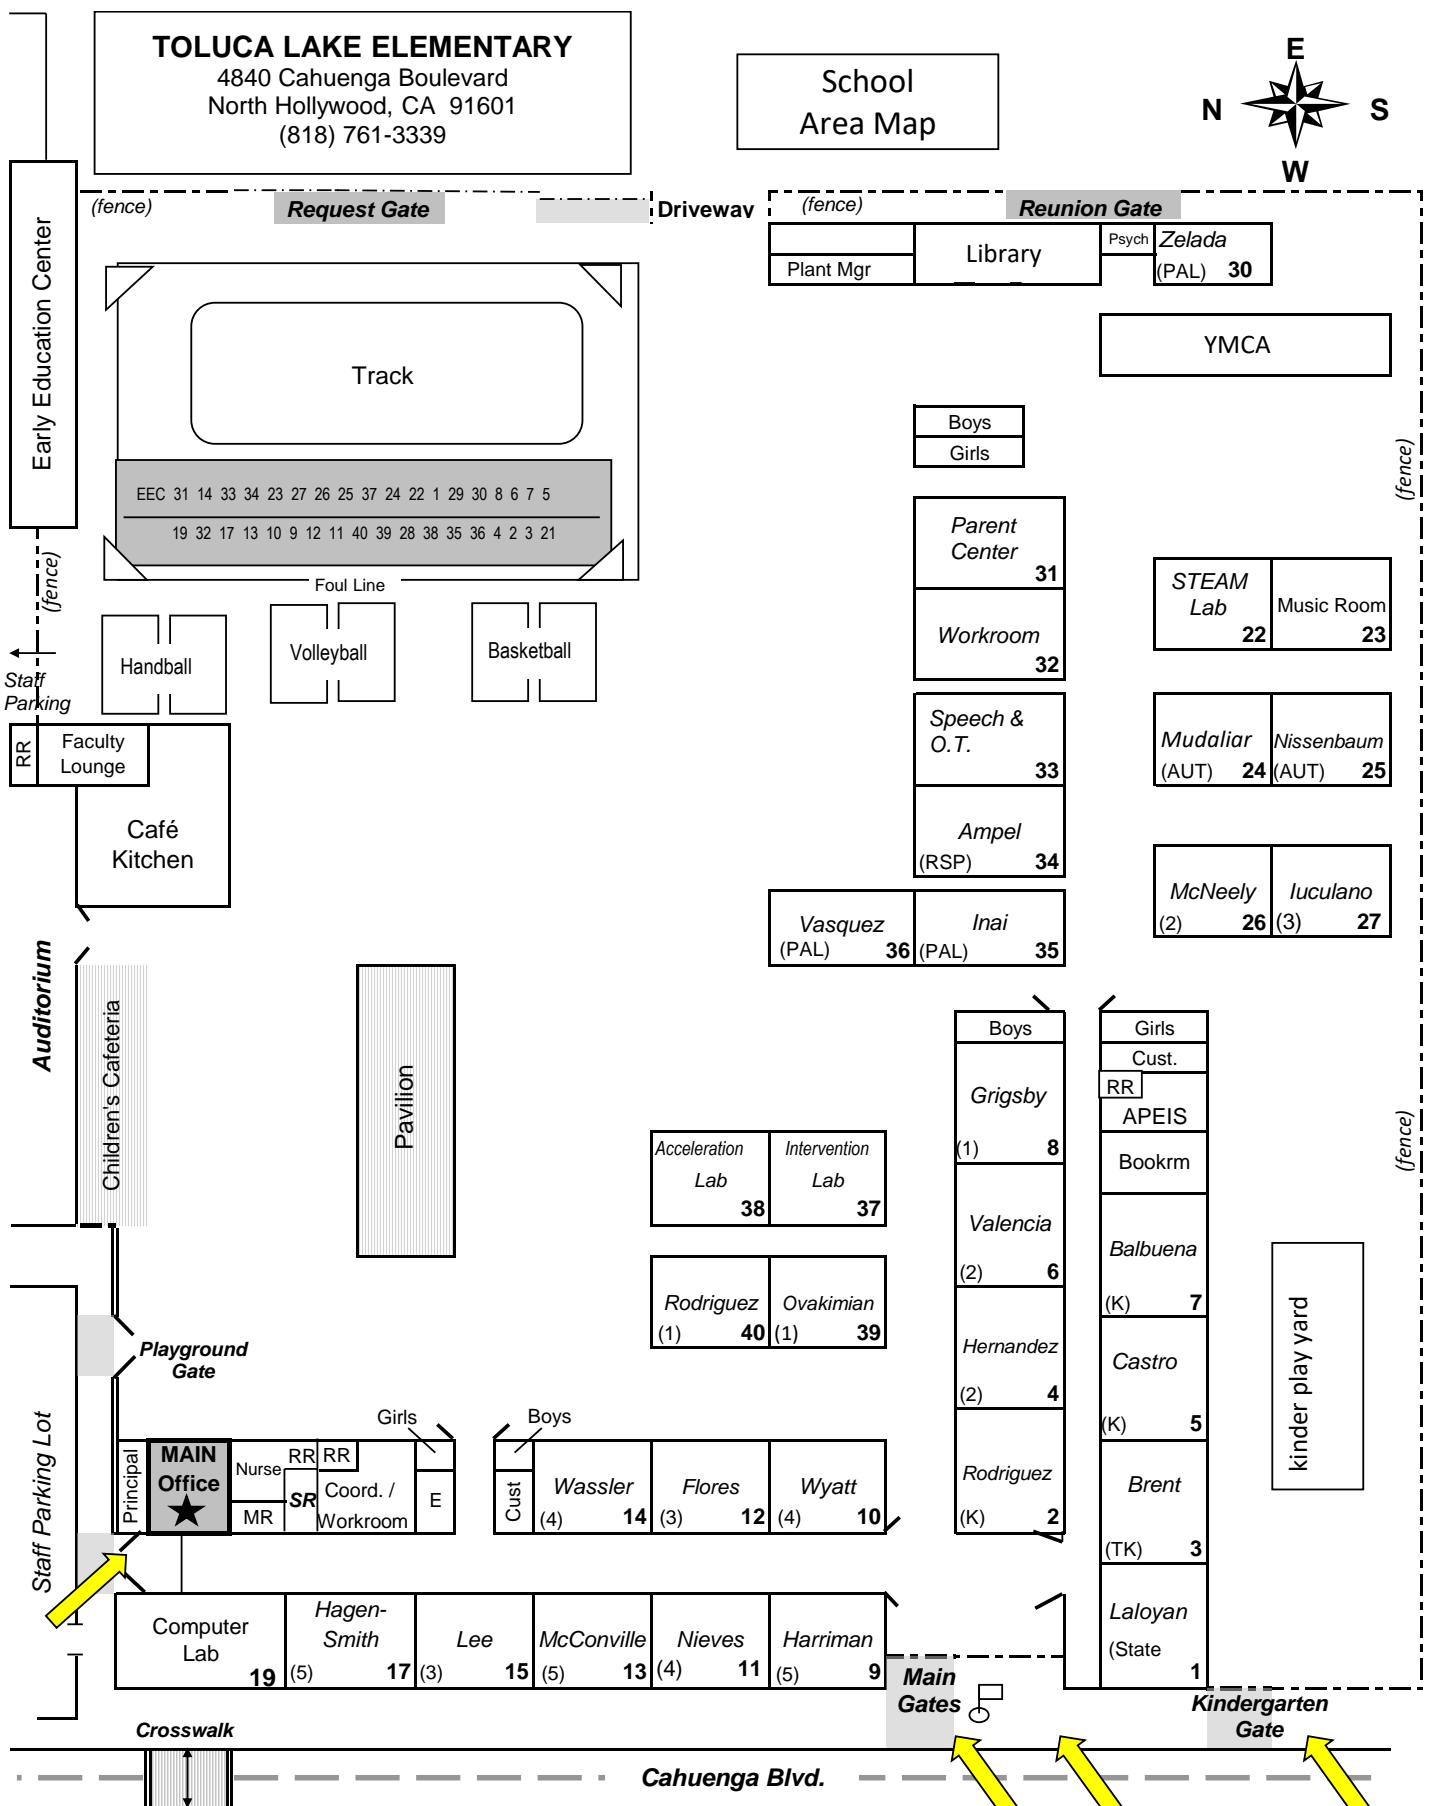 TOLUCA LAKE ELEMENTARY
4840 Cahuenga Boulevard
North Hollywood, CA 91601
(818) 761-3339
School
Area Map
E
N
S
W
(fence)
Request Gate
Driveway
(fence)
Reunion Gate
Early Education Center
Plant Mgr
Library
Psych
Zelada
(PAL) 30
YMCA
Track
Boys
Girls
(fence)
EEC 31 14 33 34 23 27 26 25 37 24 22 1 29 30 8 6 7 5
19 32 17 13 10 9 12 11 40 39 28 38 35 36 4 2 3 21
Foul Line
(fence)
Handball
Volleyball
Basketball
Staff
Parking
Parent
Center
31
Workroom
32
STEAM
Lab
22
Music Room
23
Speech &
O.T.
33
Ampel
(RSP) 34
Mudaliar
(AUT) 24
Nissenbaum
(AUT) 25
RR
Faculty
Lounge
Café
Kitchen
Vasquez
(PAL) 36
Inai
(PAL) 35
McNeely
(2) 26
Iuculano
(3) 27
Auditorium
Children's Cafeteria
Pavilion
Boys
Grigsby
(1) 8
Valencia
(2) 6
Hernandez
(2) 4
Rodriguez
(K) 2
Girls
Cust.
RR
APEIS
Bookrm
Balbuena
(K) 7
Castro
(K) 5
Brent
(TK) 3
Laloyan
(State
1
(fence)
kinder play yard
Acceleration
Lab
38
Intervention
Lab
37
Rodriguez
(1) 40
Ovakimian
(1) 39
Playground
Gate
Staff Parking Lot
Principal
MAIN
Office
Nurse
MR
RR
SR
RR
Coord. /
Workroom
Girls
E
Boys
Cust
Wassler
(4) 14
Flores
(3) 12
Wyatt
(4) 10
Computer
Lab
19
Hagen-
Smith
(5) 17
Lee
(3) 15
McConville
(5) 13
Nieves
(4) 11
Harriman
(5) 9
Main
Gates
Kindergarten
Gate
Crosswalk
Cahuenga Blvd.